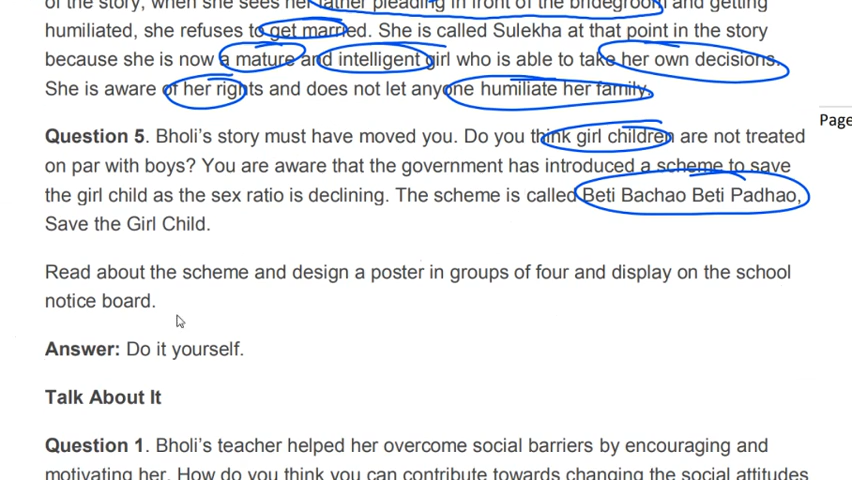 of the story, when she sees her father pleading in front of the bridegroom and getting
humiliated, she refuses to get married. She is called Sulekha at that point in the story
because she is now a mature and intelligent girl who is able to take her own decisions.
She is aware of her rights and does not let anyone humiliate her family.
Page
Question 5. Bholi's story must have moved you. Do you think girl children are not treated
on par with boys? You are aware that the government has introduced a scheme to save
the girl child as the sex ratio is declining. The scheme is called Beti Bachao Beti Padhao,
Save the Girl Child.
Read about the scheme and design a poster in groups of four and display on the school
notice board.
Answer: Do it yourself.
Talk About It
Question 1. Bholi's teacher helped her overcome social barriers by encouraging and
motivating her. How do you think you can contribute towards changing the social attitudes